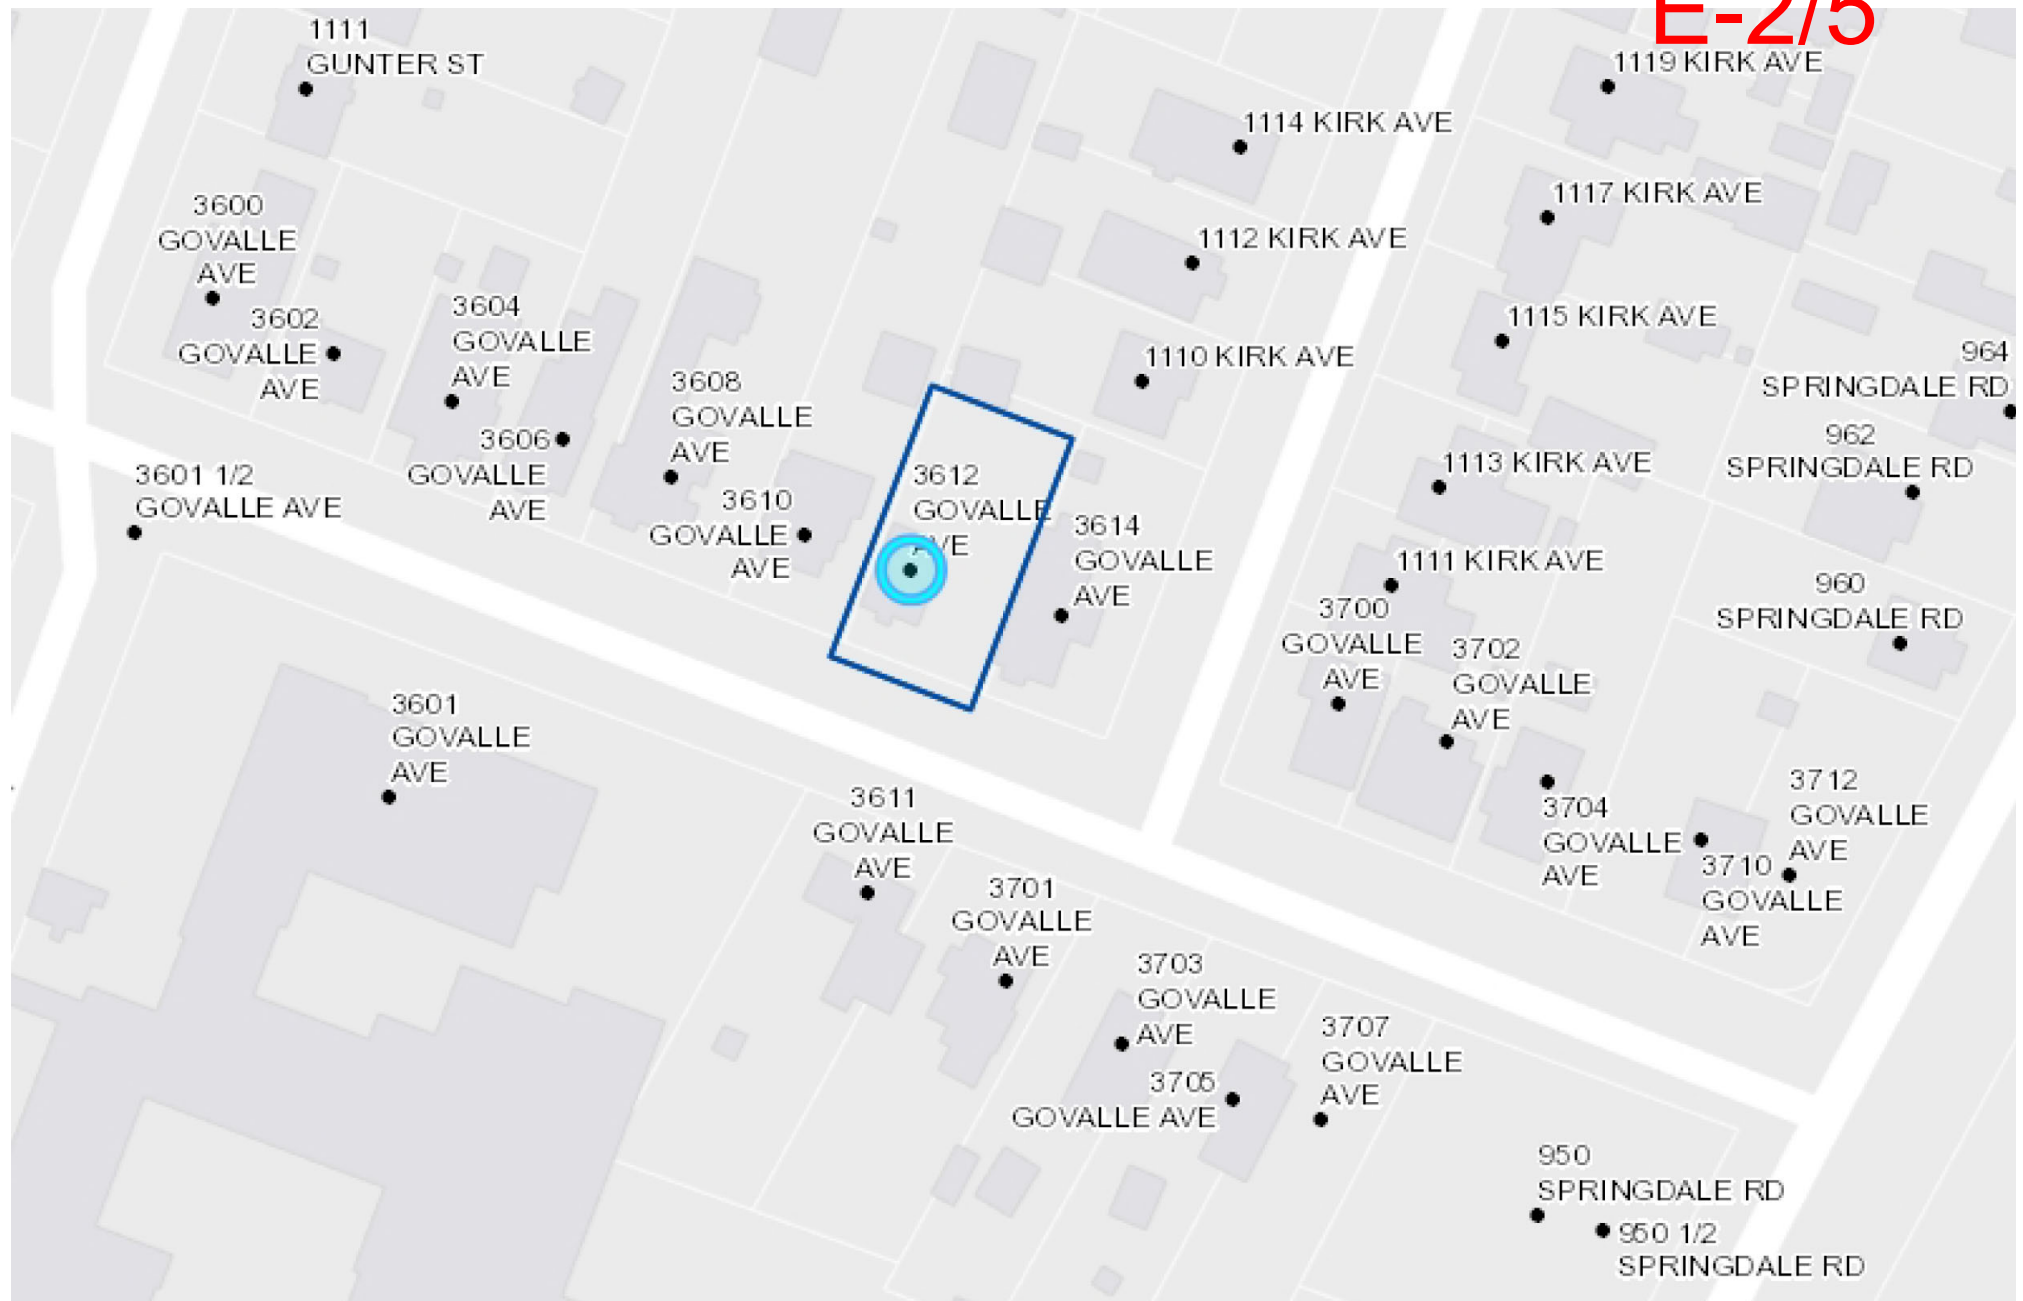 E-2/5
1111
GUNTER ST
1119 KIRK AVE
1114 KIRK AVE
1117 KIRK AVE
3600
GOVALLE
AVE
1112 KIRK AVE
3602
GOVALLE
AVE
3604
GOVALLE
AVE
1115 KIRK AVE
1110 KIRK AVE
964
SPRINGDALE RD
3608
GOVALLE
AVE
3606
GOVALLE
AVE
962
SPRINGDALE RD
1113 KIRK AVE
3601 1/2
GOVALLE AVE
3612
GOVALLE
AVE
3610
GOVALLE
AVE
3614
GOVALLE
AVE
1111 KIRK AVE
960
SPRINGDALE RD
3700
GOVALLE
AVE
3702
GOVALLE
AVE
3601
GOVALLE
AVE
3712
GOVALLE
AVE
3611
GOVALLE
AVE
3704
GOVALLE
AVE
3710
GOVALLE
AVE
3701
GOVALLE
AVE
3703
GOVALLE
AVE
3707
GOVALLE
AVE
3705
GOVALLE AVE
950
SPRINGDALE RD
950 1/2
SPRINGDALE RD